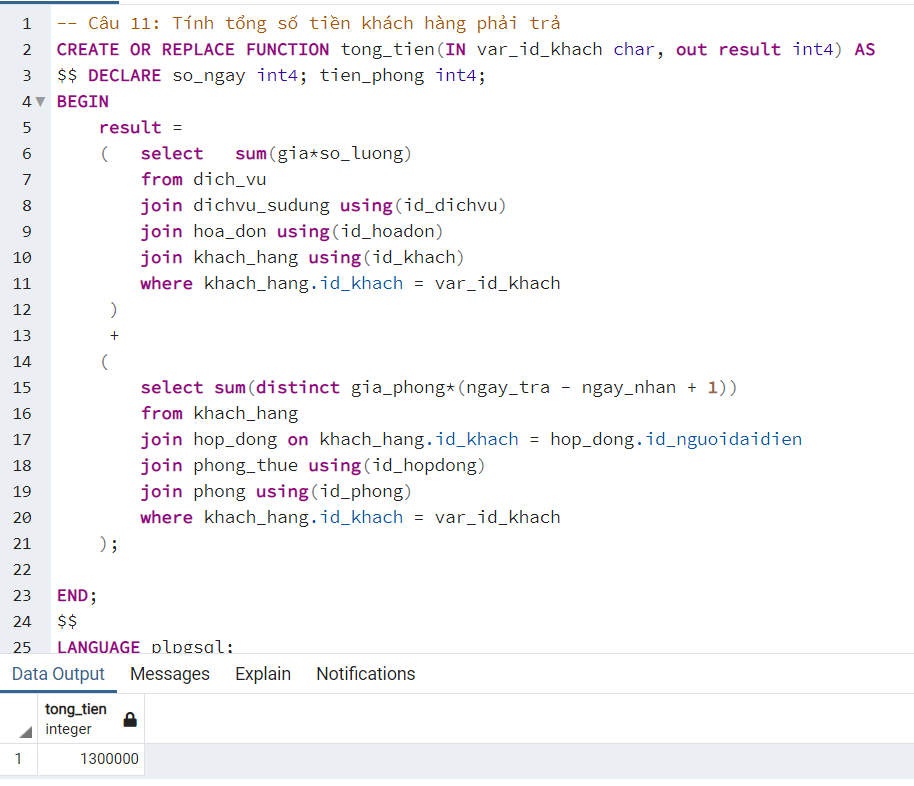 1 -- Câu 11: Tính tổng số tiền khách hàng phải trả
2 CREATE OR REPLACE FUNCTION tong_tien(IN var_id_khach char, out result int4) AS
3 $$ DECLARE so_ngay int4; tien_phong int4;
4 BEGIN
5 result =
6 ( select sum(gia*so_luong)
7 from dich_vu
8 join dichvu_sudung using(id_dichvu)
9 join hoa_don using(id_hoadon)
10 join khach_hang using(id_khach)
11 where khach_hang.id_khach = var_id_khach
12 )
13 +
14 (
15 select sum(distinct gia_phong*(ngay_tra - ngay_nhan + 1))
16 from khach_hang
17 join hop_dong on khach_hang.id_khach = hop_dong.id_nguoidaidien
18 join phong_thue using(id_hopdong)
19 join phong using(id_phong)
20 where khach_hang.id_khach = var_id_khach
21 );
22
23 END;
24 $$
25 LANGUAGE plpgsql;
Data Output Messages Explain Notifications
tong_tien
integer
1 1300000